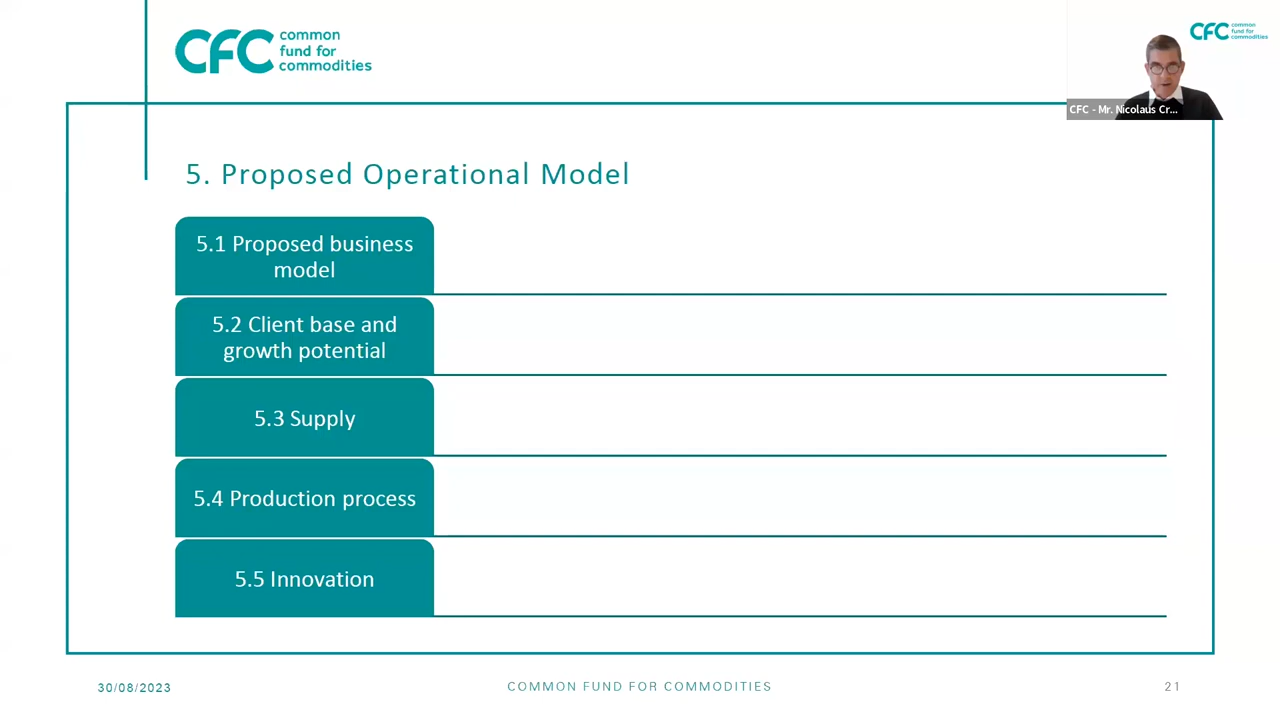 CFC common
fund for
commodities
CFC common
fund for
commodities
CFC - Mr. Nicolaus Cr...
5. Proposed Operational Model
5.1 Proposed business
model
5.2 Client base and
growth potential
5.3 Supply
5.4 Production process
5.5 Innovation
30/08/2023
COMMON FUND FOR COMMODITIES
21